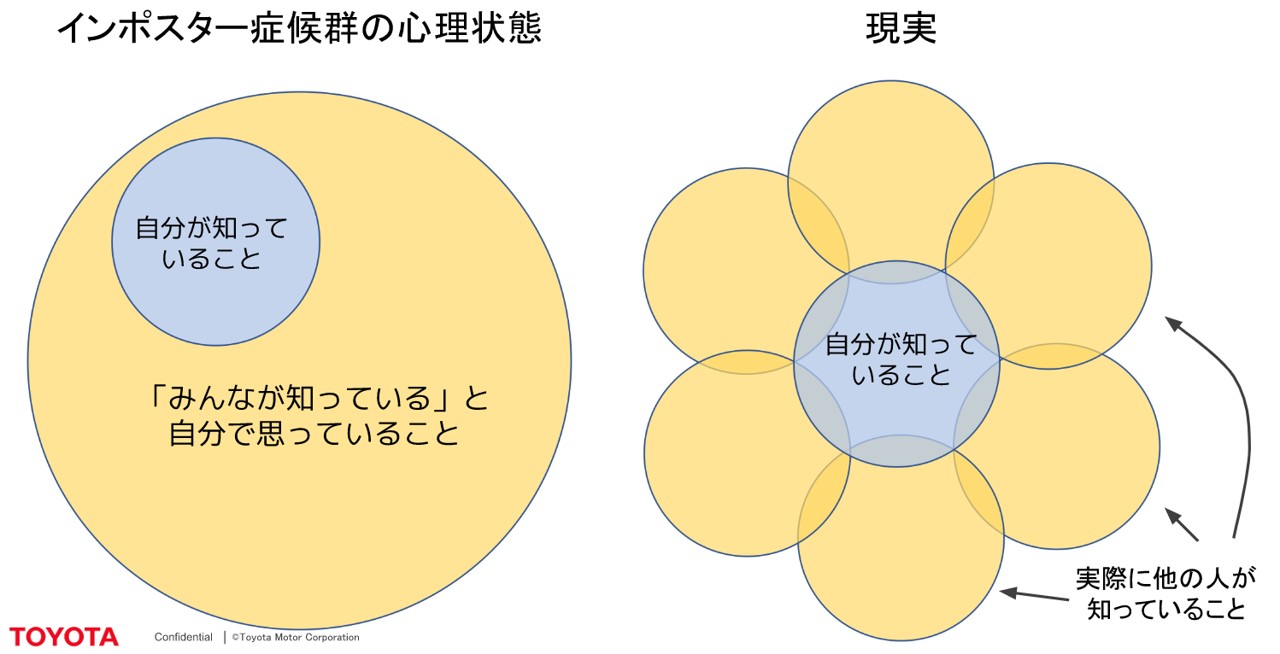 インポスター症候群の心理状態
現実
自分が知って
いること
「みんなが知っている」と
自分で思っていること
自分が知って
いること
実際に他の人が
知っていること
TOYOTA Confidential | ©Toyota Motor Corporation